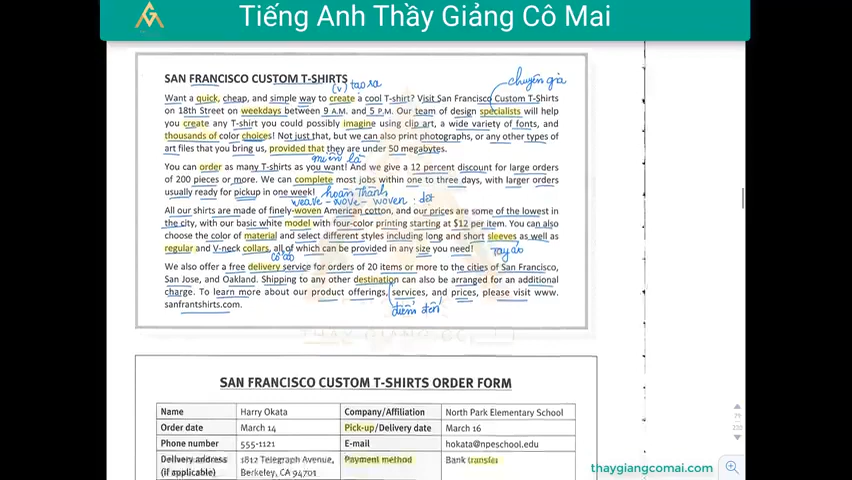 Tiếng Anh Thầy Giảng Cô Mai
SAN FRANCISCO CUSTOM T-SHIRTS
chuyên gia
(v) tạo ra
Want a quick, cheap, and simple way to create a cool T-shirt? Visit San Francisco Custom T-Shirts
on 18th Street on weekdays between 9 A.M. and 5 P.M. Our team of design specialists will help
you create any T-shirt you could possibly imagine using clip art, a wide variety of fonts, and
thousands of color choices! Not just that, but we can also print photographs, or any other types of
art files that you bring us, provided that they are under 50 megabytes.
miễn là
You can order as many T-shirts as you want! And we give a 12 percent discount for large orders
of 200 pieces or more. We can complete most jobs within one to three days, with larger orders
usually ready for pickup in one week!
hoàn thành
weave - wove - woven : dệt
All our shirts are made of finely-woven American cotton, and our prices are some of the lowest in
the city, with our basic white model with four-color printing starting at $12 per item. You can also
choose the color of material and select different styles including long and short sleeves as well as
regular and V-neck collars, all of which can be provided in any size you need!
cổ áo
tay áo
We also offer a free delivery service for orders of 20 items or more to the cities of San Francisco,
San Jose, and Oakland. Shipping to any other destination can also be arranged for an additional
charge. To learn more about our product offerings, services, and prices, please visit www.
sanfrantshirts.com.
điểm đến
SAN FRANCISCO CUSTOM T-SHIRTS ORDER FORM
Name Harry Okata Company/Affiliation North Park Elementary School
Order date March 14 Pick-up/Delivery date March 16
Phone number 555-1121 E-mail hokata@npeschool.edu
Delivery address 1812 Telegraph Avenue, Payment method Bank transfer
(if applicable) Berkeley, CA 94701
thaygiangcomai.com